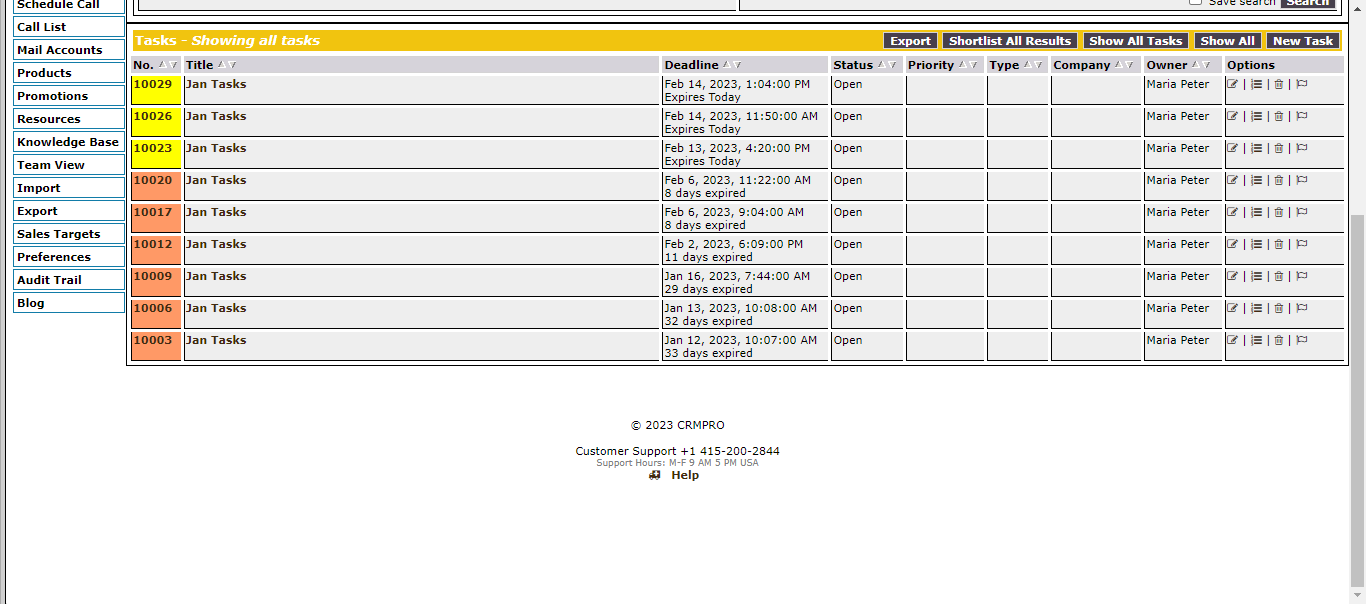 Schedule Call
Call List
Mail Accounts
Products
Promotions
Resources
Knowledge Base
Team View
Import
Export
Sales Targets
Preferences
Audit Trail
Blog
Save search Search
Tasks - Showing all tasks Export Shortlist All Results Show All Tasks Show All New Task
No. Title Deadline Status Priority Type Company Owner Options
10029 Jan Tasks Feb 14, 2023, 1:04:00 PM Open Maria Peter | | |
Expires Today
10026 Jan Tasks Feb 14, 2023, 11:50:00 AM Open Maria Peter | | |
Expires Today
10023 Jan Tasks Feb 13, 2023, 4:20:00 PM Open Maria Peter | | |
Expires Today
10020 Jan Tasks Feb 6, 2023, 11:22:00 AM Open Maria Peter | | |
8 days expired
10017 Jan Tasks Feb 6, 2023, 9:04:00 AM Open Maria Peter | | |
8 days expired
10012 Jan Tasks Feb 2, 2023, 6:09:00 PM Open Maria Peter | | |
11 days expired
10009 Jan Tasks Jan 16, 2023, 7:44:00 AM Open Maria Peter | | |
29 days expired
10006 Jan Tasks Jan 13, 2023, 10:08:00 AM Open Maria Peter | | |
32 days expired
10003 Jan Tasks Jan 12, 2023, 10:07:00 AM Open Maria Peter | | |
33 days expired
© 2023 CRMPRO
Customer Support +1 415-200-2844
Support Hours: M-F 9 AM 5 PM USA
Help